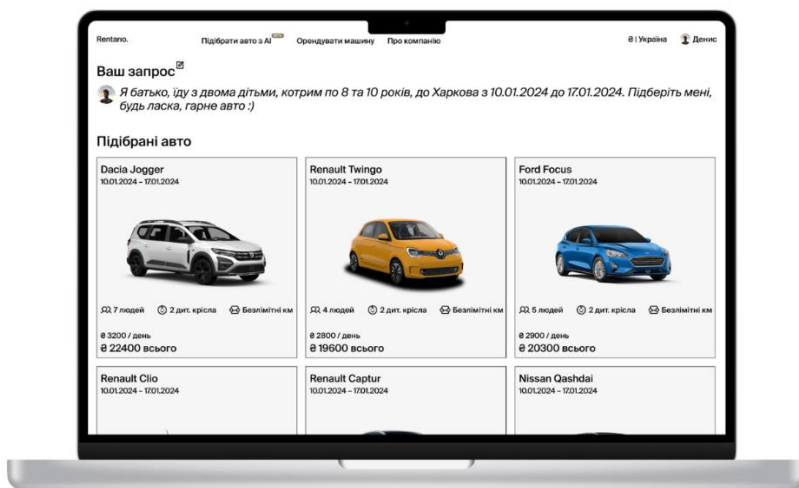 Rentano.
Підібрати авто з AI BETA
Орендувати машину
Про компанію
₴ | Україна
Денис
Ваш запрос
Я батько, їду з двома дітьми, котрим по 8 та 10 років, до Харкова з 10.01.2024 до 17.01.2024. Підберіть мені,
будь ласка, гарне авто :)
Підібрані авто
Dacia Jogger
10.01.2024 – 17.01.2024
7 людей
2 дит. крісла
Безлімітні км
₴ 3200 / день
₴ 22400 всього
Renault Twingo
10.01.2024 – 17.01.2024
4 людей
2 дит. крісла
Безлімітні км
₴ 2800 / день
₴ 19600 всього
Ford Focus
10.01.2024 – 17.01.2024
5 людей
2 дит. крісла
Безлімітні км
₴ 2900 / день
₴ 20300 всього
Renault Clio
10.01.2024 – 17.01.2024
Renault Captur
10.01.2024 – 17.01.2024
Nissan Qashdai
10.01.2024 – 17.01.2024